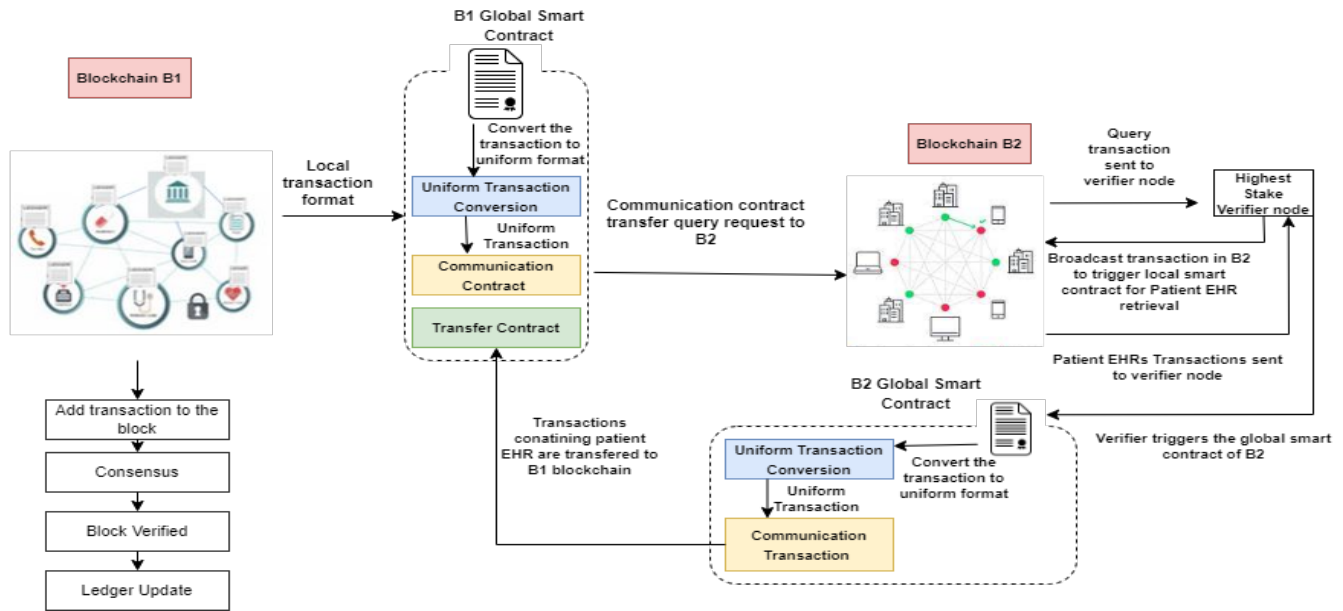 B1 Global Smart
Contract
Blockchain B1
Convert the
transaction to
uniform format
Local
transaction
format
Uniform Transaction
Conversion
Uniform
Transaction
Communication
Contract
Transfer Contract
Communication contract
transfer query request to
B2
Blockchain B2
Query
transaction
sent to
verifier node
Highest
Stake
Verifier node
Broadcast transaction in B2
to trigger local smart
contract for Patient EHR
retrieval
Patient EHRs Transactions sent
to verifier node
Add transaction to the
block
Consensus
Block Verified
Ledger Update
Transactions
conatining patient
EHR are transfered to
B1 blockchain
B2 Global Smart
Contract
Uniform Transaction
Conversion
Convert the
transaction to
uniform format
Uniform
Transaction
Communication
Transaction
Verifier triggers the global smart
contract of B2